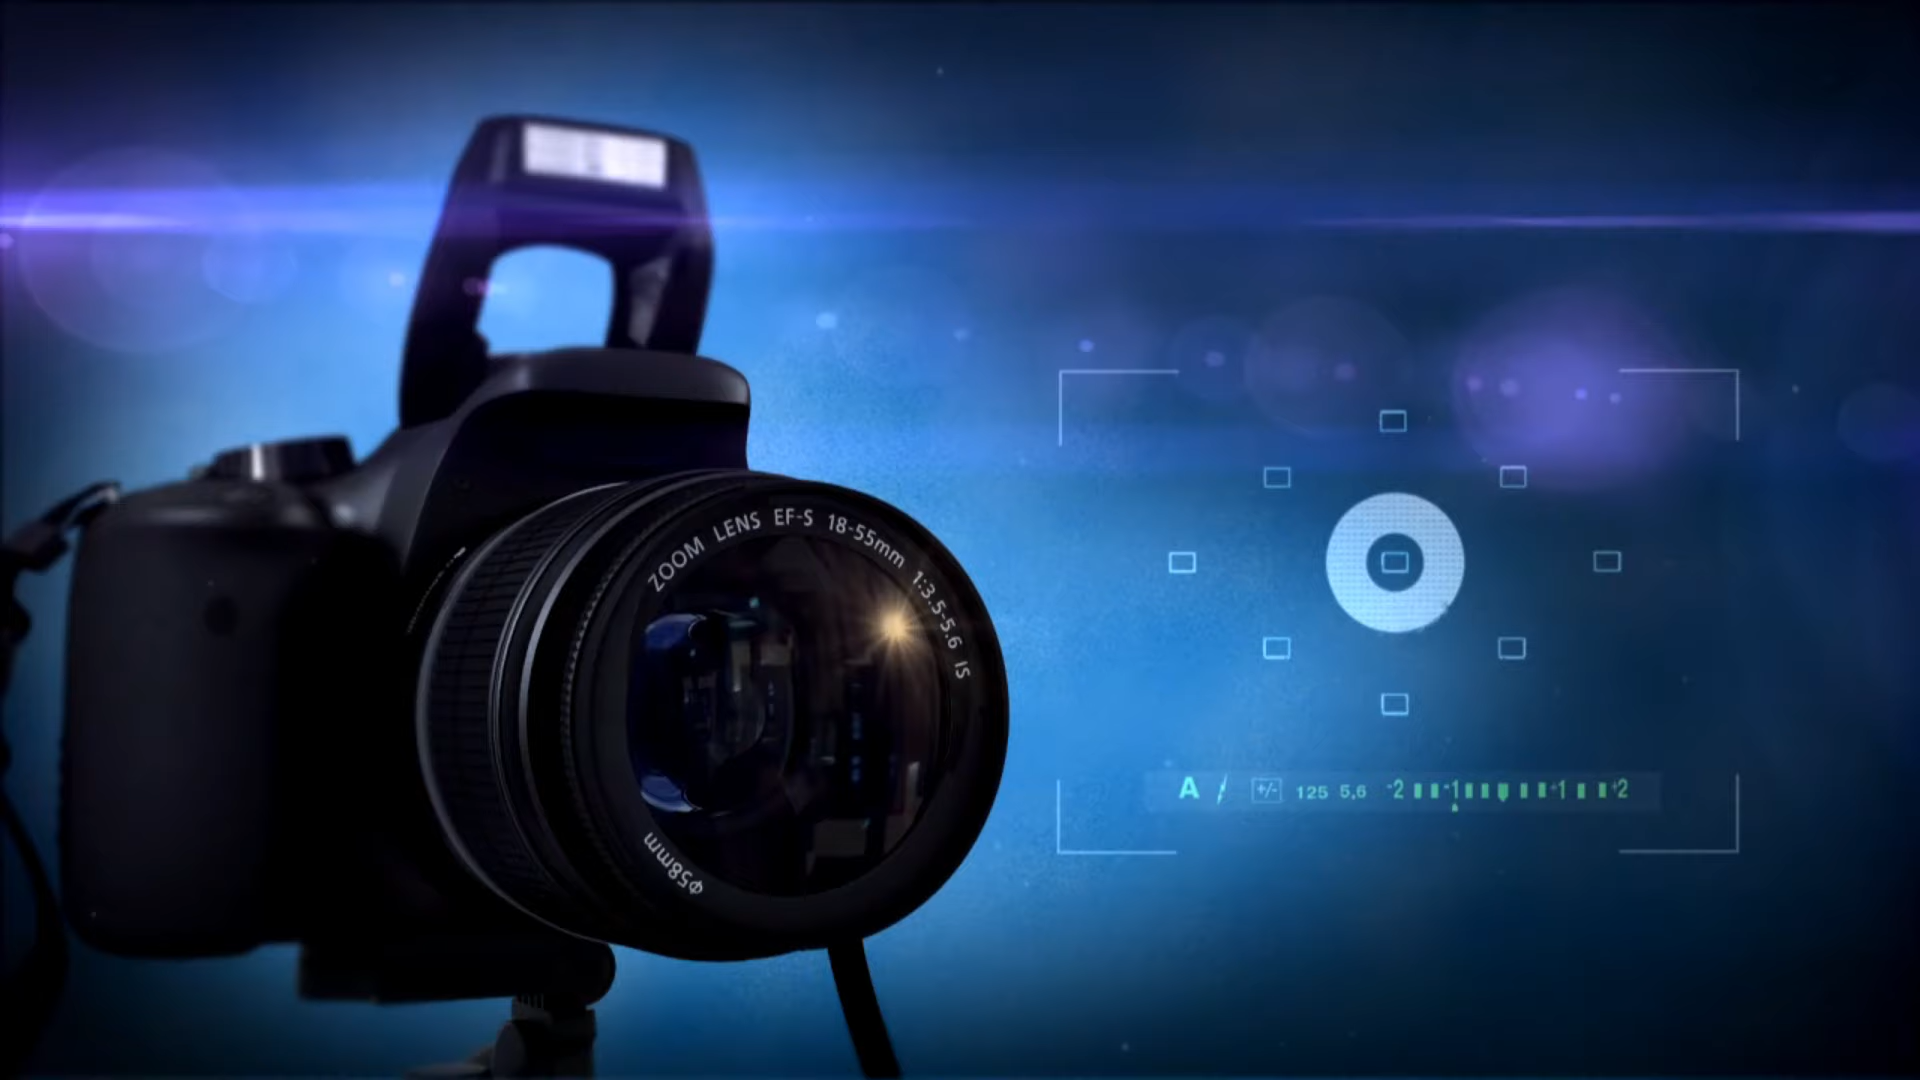 ZOOM LENS EF-S 18-55mm 1:3.5-5.6 IS
φ58mm
A +/- 125 5,6 -2 -1 +1 +2